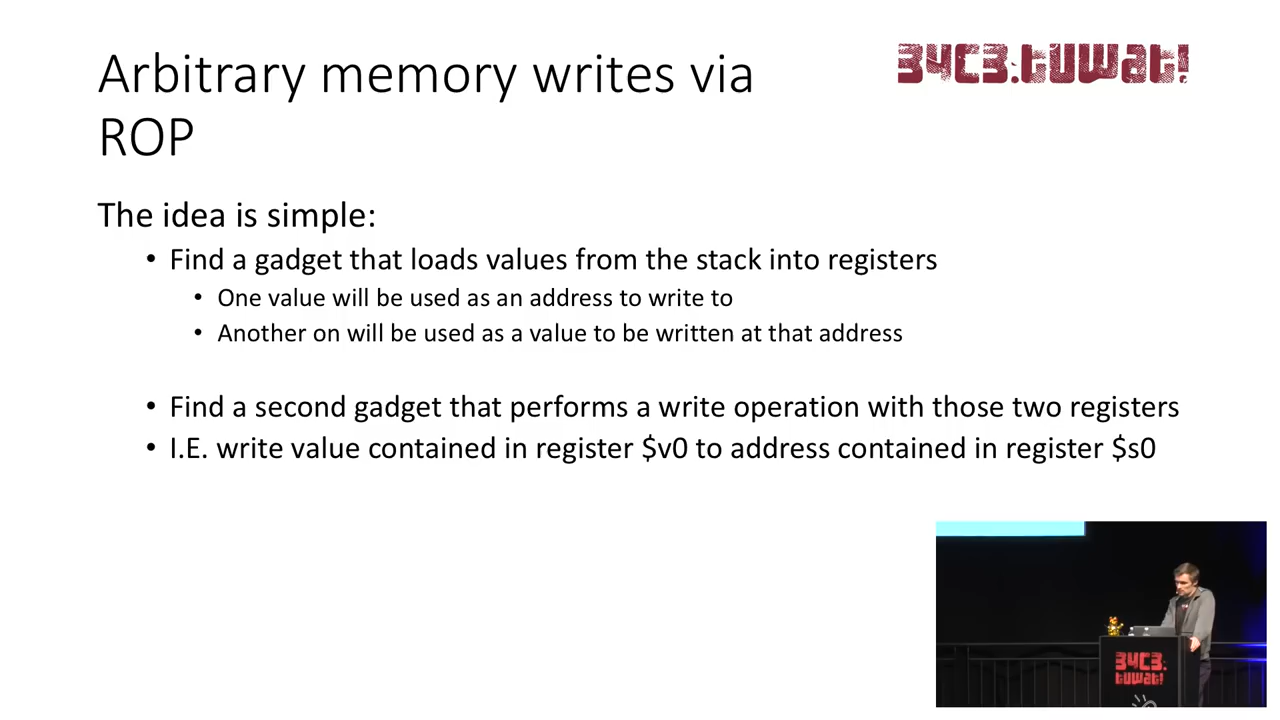 Arbitrary memory writes via
ROP
34C3.tuwat!
The idea is simple:
• Find a gadget that loads values from the stack into registers
• One value will be used as an address to write to
• Another on will be used as a value to be written at that address
• Find a second gadget that performs a write operation with those two registers
• I.E. write value contained in register $v0 to address contained in register $s0
34C3.
tuwat!